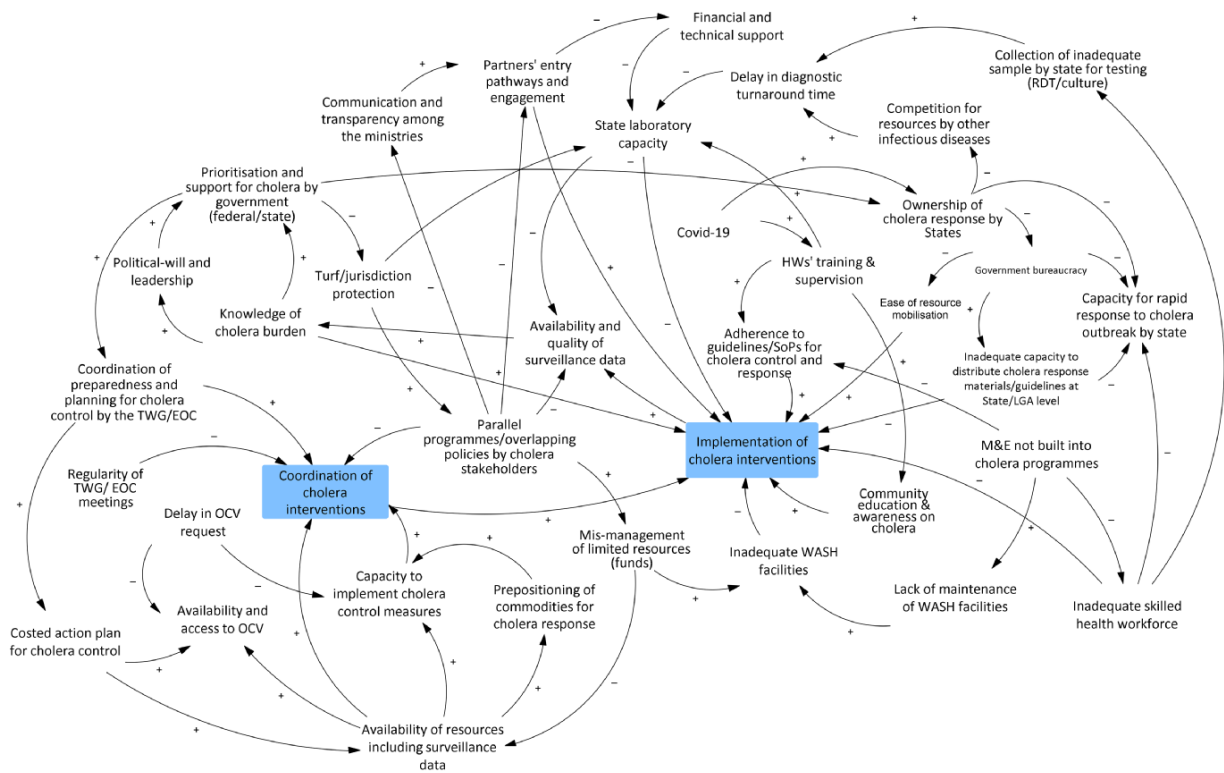 Financial and
technical support
Collection of inadequate
sample by state for testing
(RDT/culture)
Partners' entry
pathways and
engagement
Delay in diagnostic
turnaround time
Communication and
transparency among
the ministries
Competition for
resources by other
infectious diseases
State laboratory
capacity
Prioritisation and
support for cholera by
government
(federal/state)
Ownership of
cholera response by
States
Covid-19
HWs' training &
supervision
Government bureaucracy
Political-will and
leadership
Turf/jurisdiction
protection
Ease of resource
mobilisation
Capacity for rapid
response to cholera
outbreak by state
Knowledge of
cholera burden
Availability and
quality of
surveillance data
Adherence to
guidelines/SoPs for
cholera control and
response
Inadequate capacity to
distribute cholera response
materials/guidelines at
State/LGA level
Coordination of
preparedness and
planning for cholera
control by the TWG/EOC
Parallel
programmes/overlapping
policies by cholera
stakeholders
Implementation of
cholera interventions
M&E not built into
cholera programmes
Regularity of
TWG/ EOC
meetings
Coordination of
cholera
interventions
Community
education &
awareness on
cholera
Delay in OCV
request
Mis-management
of limited resources
(funds)
Inadequate WASH
facilities
Capacity to
implement cholera
control measures
Prepositioning of
commodities for
cholera response
Lack of maintenance
of WASH facilities
Inadequate skilled
health workforce
Availability and
access to OCV
Costed action plan
for cholera control
Availability of resources
including surveillance
data